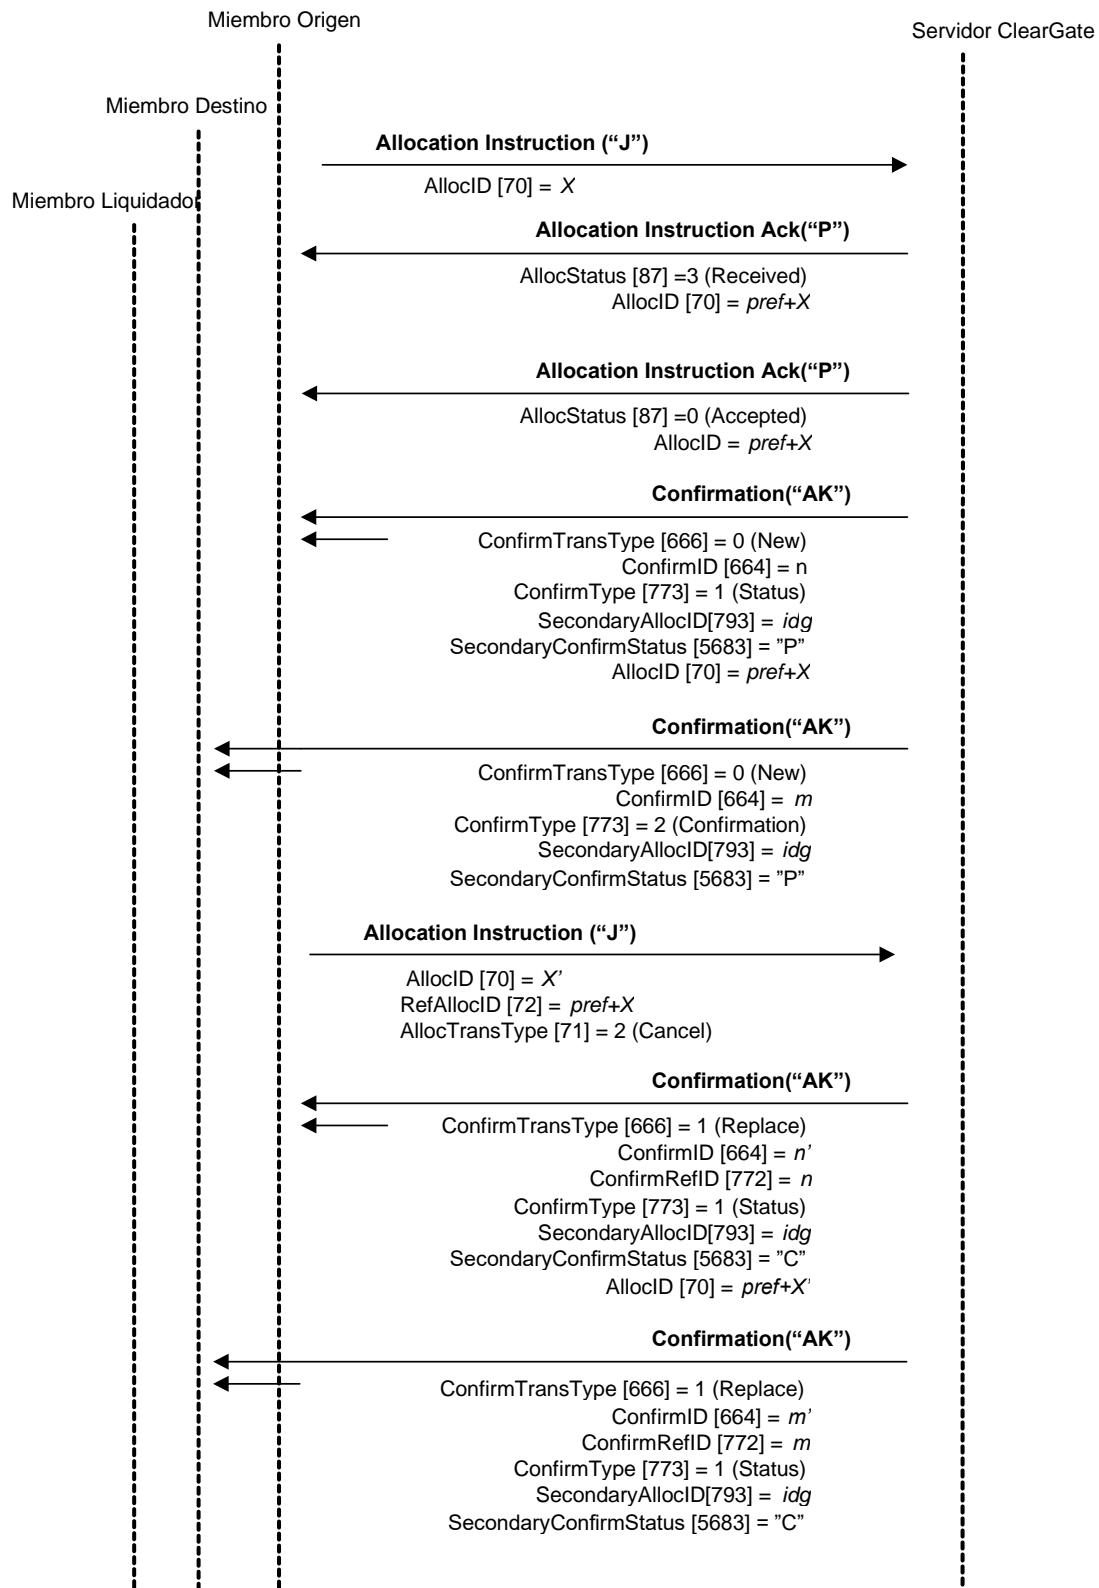 Miembro Origen
Servidor ClearGate
Miembro Destino
Allocation Instruction (“J”)
AllocID [70] = X
Miembro Liquidador
Allocation Instruction Ack(“P”)
AllocStatus [87] =3 (Received)
AllocID [70] = pref+X
Allocation Instruction Ack(“P”)
AllocStatus [87] =0 (Accepted)
AllocID = pref+X
Confirmation(“AK”)
ConfirmTransType [666] = 0 (New)
ConfirmID [664] = n
ConfirmType [773] = 1 (Status)
SecondaryAllocID[793] = idg
SecondaryConfirmStatus [5683] = ”P”
AllocID [70] = pref+X
Confirmation(“AK”)
ConfirmTransType [666] = 0 (New)
ConfirmID [664] = m
ConfirmType [773] = 2 (Confirmation)
SecondaryAllocID[793] = idg
SecondaryConfirmStatus [5683] = ”P”
Allocation Instruction (“J”)
AllocID [70] = X’
RefAllocID [72] = pref+X
AllocTransType [71] = 2 (Cancel)
Confirmation(“AK”)
ConfirmTransType [666] = 1 (Replace)
ConfirmID [664] = n’
ConfirmRefID [772] = n
ConfirmType [773] = 1 (Status)
SecondaryAllocID[793] = idg
SecondaryConfirmStatus [5683] = ”C”
AllocID [70] = pref+X’
Confirmation(“AK”)
ConfirmTransType [666] = 1 (Replace)
ConfirmID [664] = m’
ConfirmRefID [772] = m
ConfirmType [773] = 1 (Status)
SecondaryAllocID[793] = idg
SecondaryConfirmStatus [5683] = ”C”